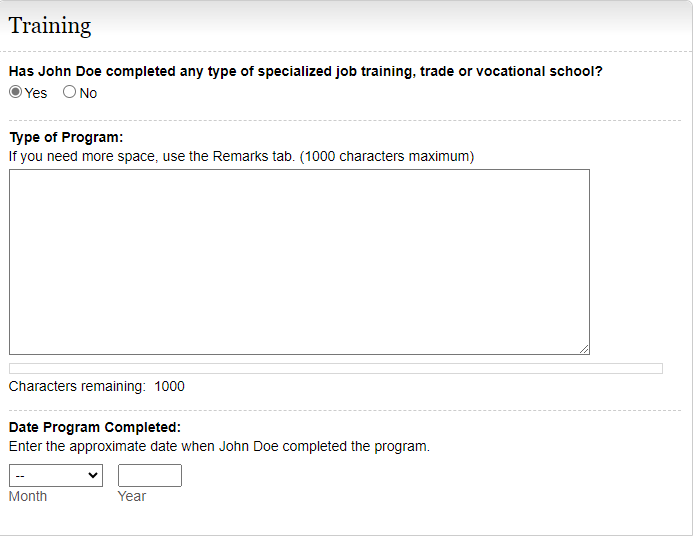 Training
Has John Doe completed any type of specialized job training, trade or vocational school?
Yes No
Type of Program:
If you need more space, use the Remarks tab. (1000 characters maximum)
Characters remaining: 1000
Date Program Completed:
Enter the approximate date when John Doe completed the program.
--
Month Year